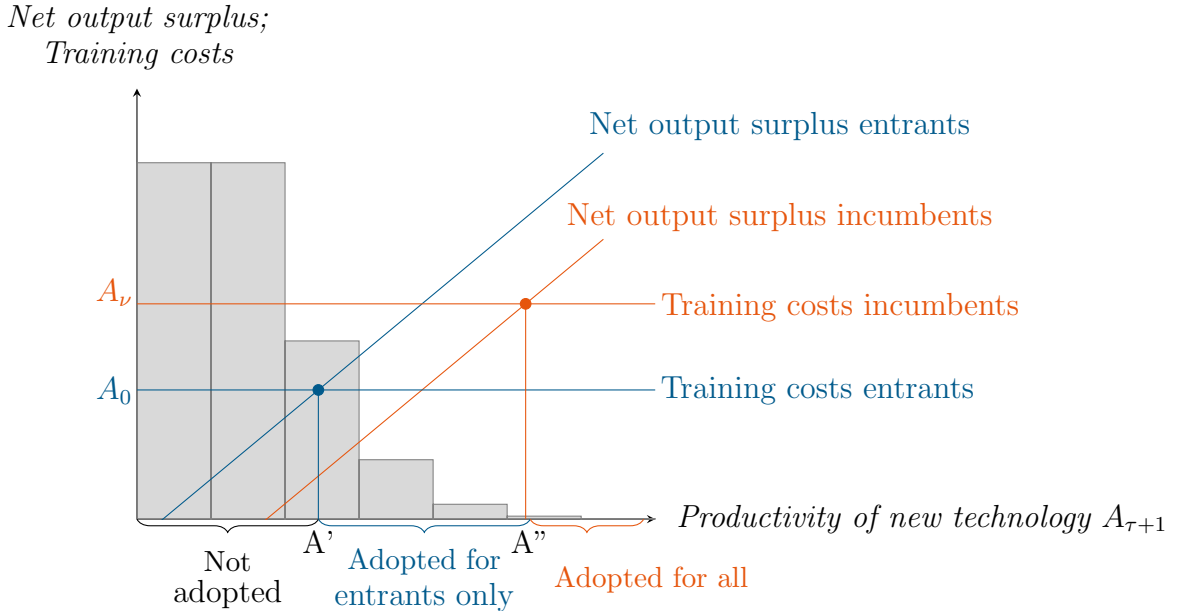 Net output surplus;
Training costs
Net output surplus entrants
Net output surplus incumbents
A_ν
Training costs incumbents
A_0
Training costs entrants
Productivity of new technology A_{τ+1}
A'
A"
Not
adopted
Adopted for
entrants only
Adopted for all